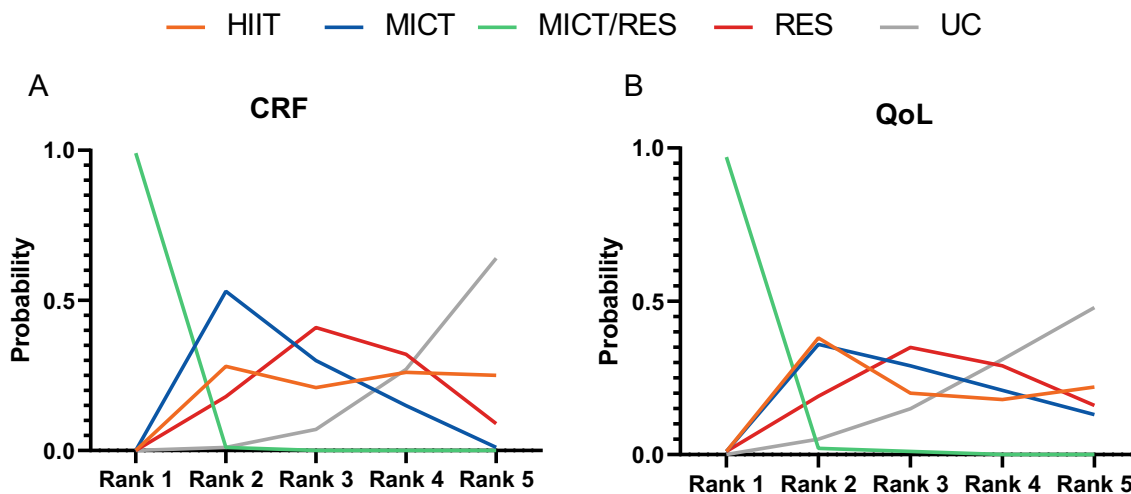 HIIT MICT MICT/RES RES UC
A
CRF
Probability
1.0
0.5
0.0
Rank 1 Rank 2 Rank 3 Rank 4 Rank 5
B
QoL
Probability
1.0
0.5
0.0
Rank 1 Rank 2 Rank 3 Rank 4 Rank 5